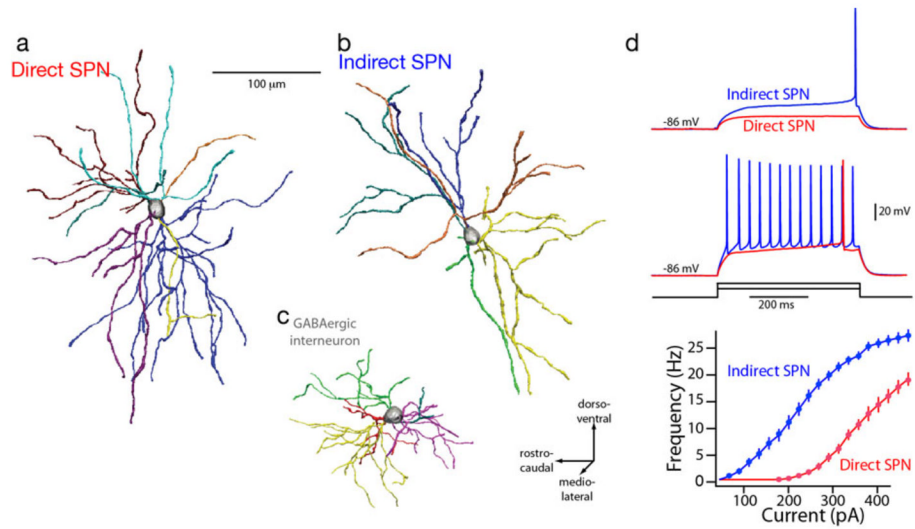 a
Direct SPN
100 μm
b
Indirect SPN
c
GABAergic
interneuron
dorso-
ventral
rostro-
caudal
medio-
lateral
d
Indirect SPN
-86 mV
Direct SPN
20 mV
-86 mV
200 ms
Frequency (Hz)
25
20
15
10
5
0
Indirect SPN
Direct SPN
100
200
300
400
Current (pA)